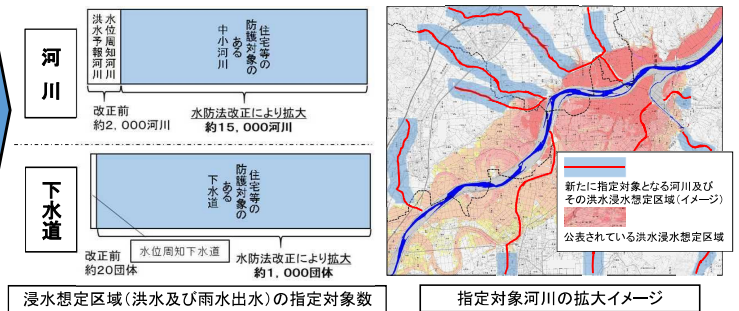 河川
洪水予報河川
水位周知河川
住宅等の
防護対象の
ある
中小河川
改正前
約2,000河川
水防法改正により拡大
約15,000河川
下水道
住宅等の
防護対象の
ある
下水道
改正前
約20団体
水位周知下水道
水防法改正により拡大
約1,000団体
浸水想定区域(洪水及び雨水出水)の指定対象数
新たに指定対象となる河川及び
その洪水浸水想定区域(イメージ)
公表されている洪水浸水想定区域
指定対象河川の拡大イメージ